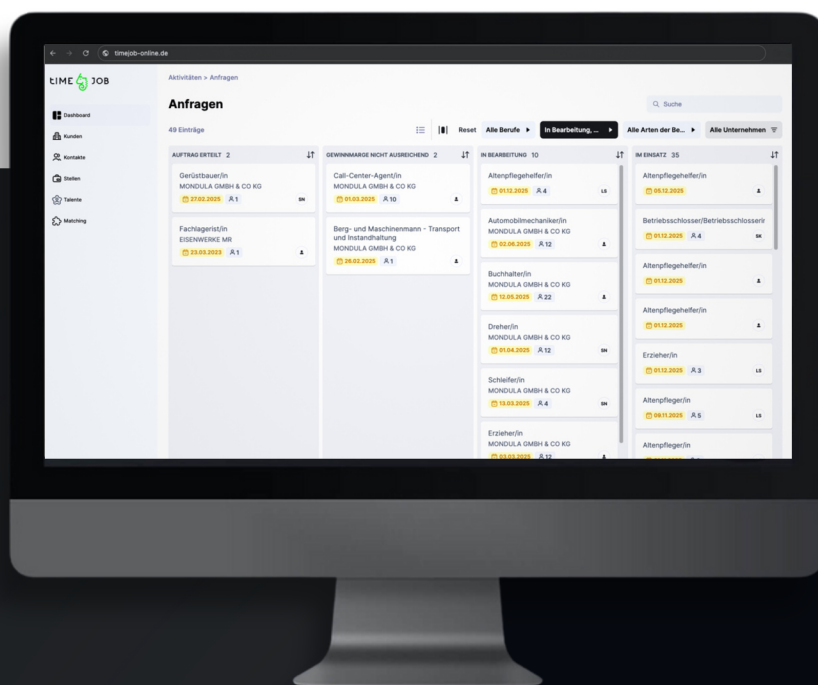 timejob-online.de
tIME JOB
Aktivitäten > Anfragen
Anfragen
Suche
Dashboard
Kunden
Kontakte
Stellen
Talente
Matching
49 Einträge
Reset
Alle Berufe
In Bearbeitung, ...
Alle Arten der Be...
Alle Unternehmen
AUFTRAG ERTEILT 2
Gerüstbauer/in
MONDULA GMBH & CO KG
27.02.2025 1 SN
Fachlagerist/in
EISENWERKE MR
23.03.2023 1
GEWINNMARGE NICHT AUSREICHEND 2
Call-Center-Agent/in
MONDULA GMBH & CO KG
01.03.2025 10
Berg- und Maschinenmann - Transport
und Instandhaltung
MONDULA GMBH & CO KG
26.02.2025 1
IN BEARBEITUNG 10
Altenpflegehelfer/in
01.12.2025 4 LS
Automobilmechaniker/in
MONDULA GMBH & CO KG
12
Buchhalter/in
MONDULA GMBH & CO KG
12.05.2025 22
Dreher/in
MONDULA GMBH & CO KG
01.04.2025 12 SN
Schleifer/in
MONDULA GMBH & CO KG
13.03.2025 4 SN
Erzieher/in
MONDULA GMBH & CO KG
03.03.2025 12
IM EINSATZ 35
Altenpflegehelfer/in
05.12.2025
Betriebsschlosser/Betriebsschlosserin
01.12.2025 4 SK
Altenpflegehelfer/in
01.12.2025
Altenpflegehelfer/in
01.12.2025
Erzieher/in
01.12.2025 3 LS
Altenpfleger/in
09.11.2025 5 LS
Altenpfleger/in